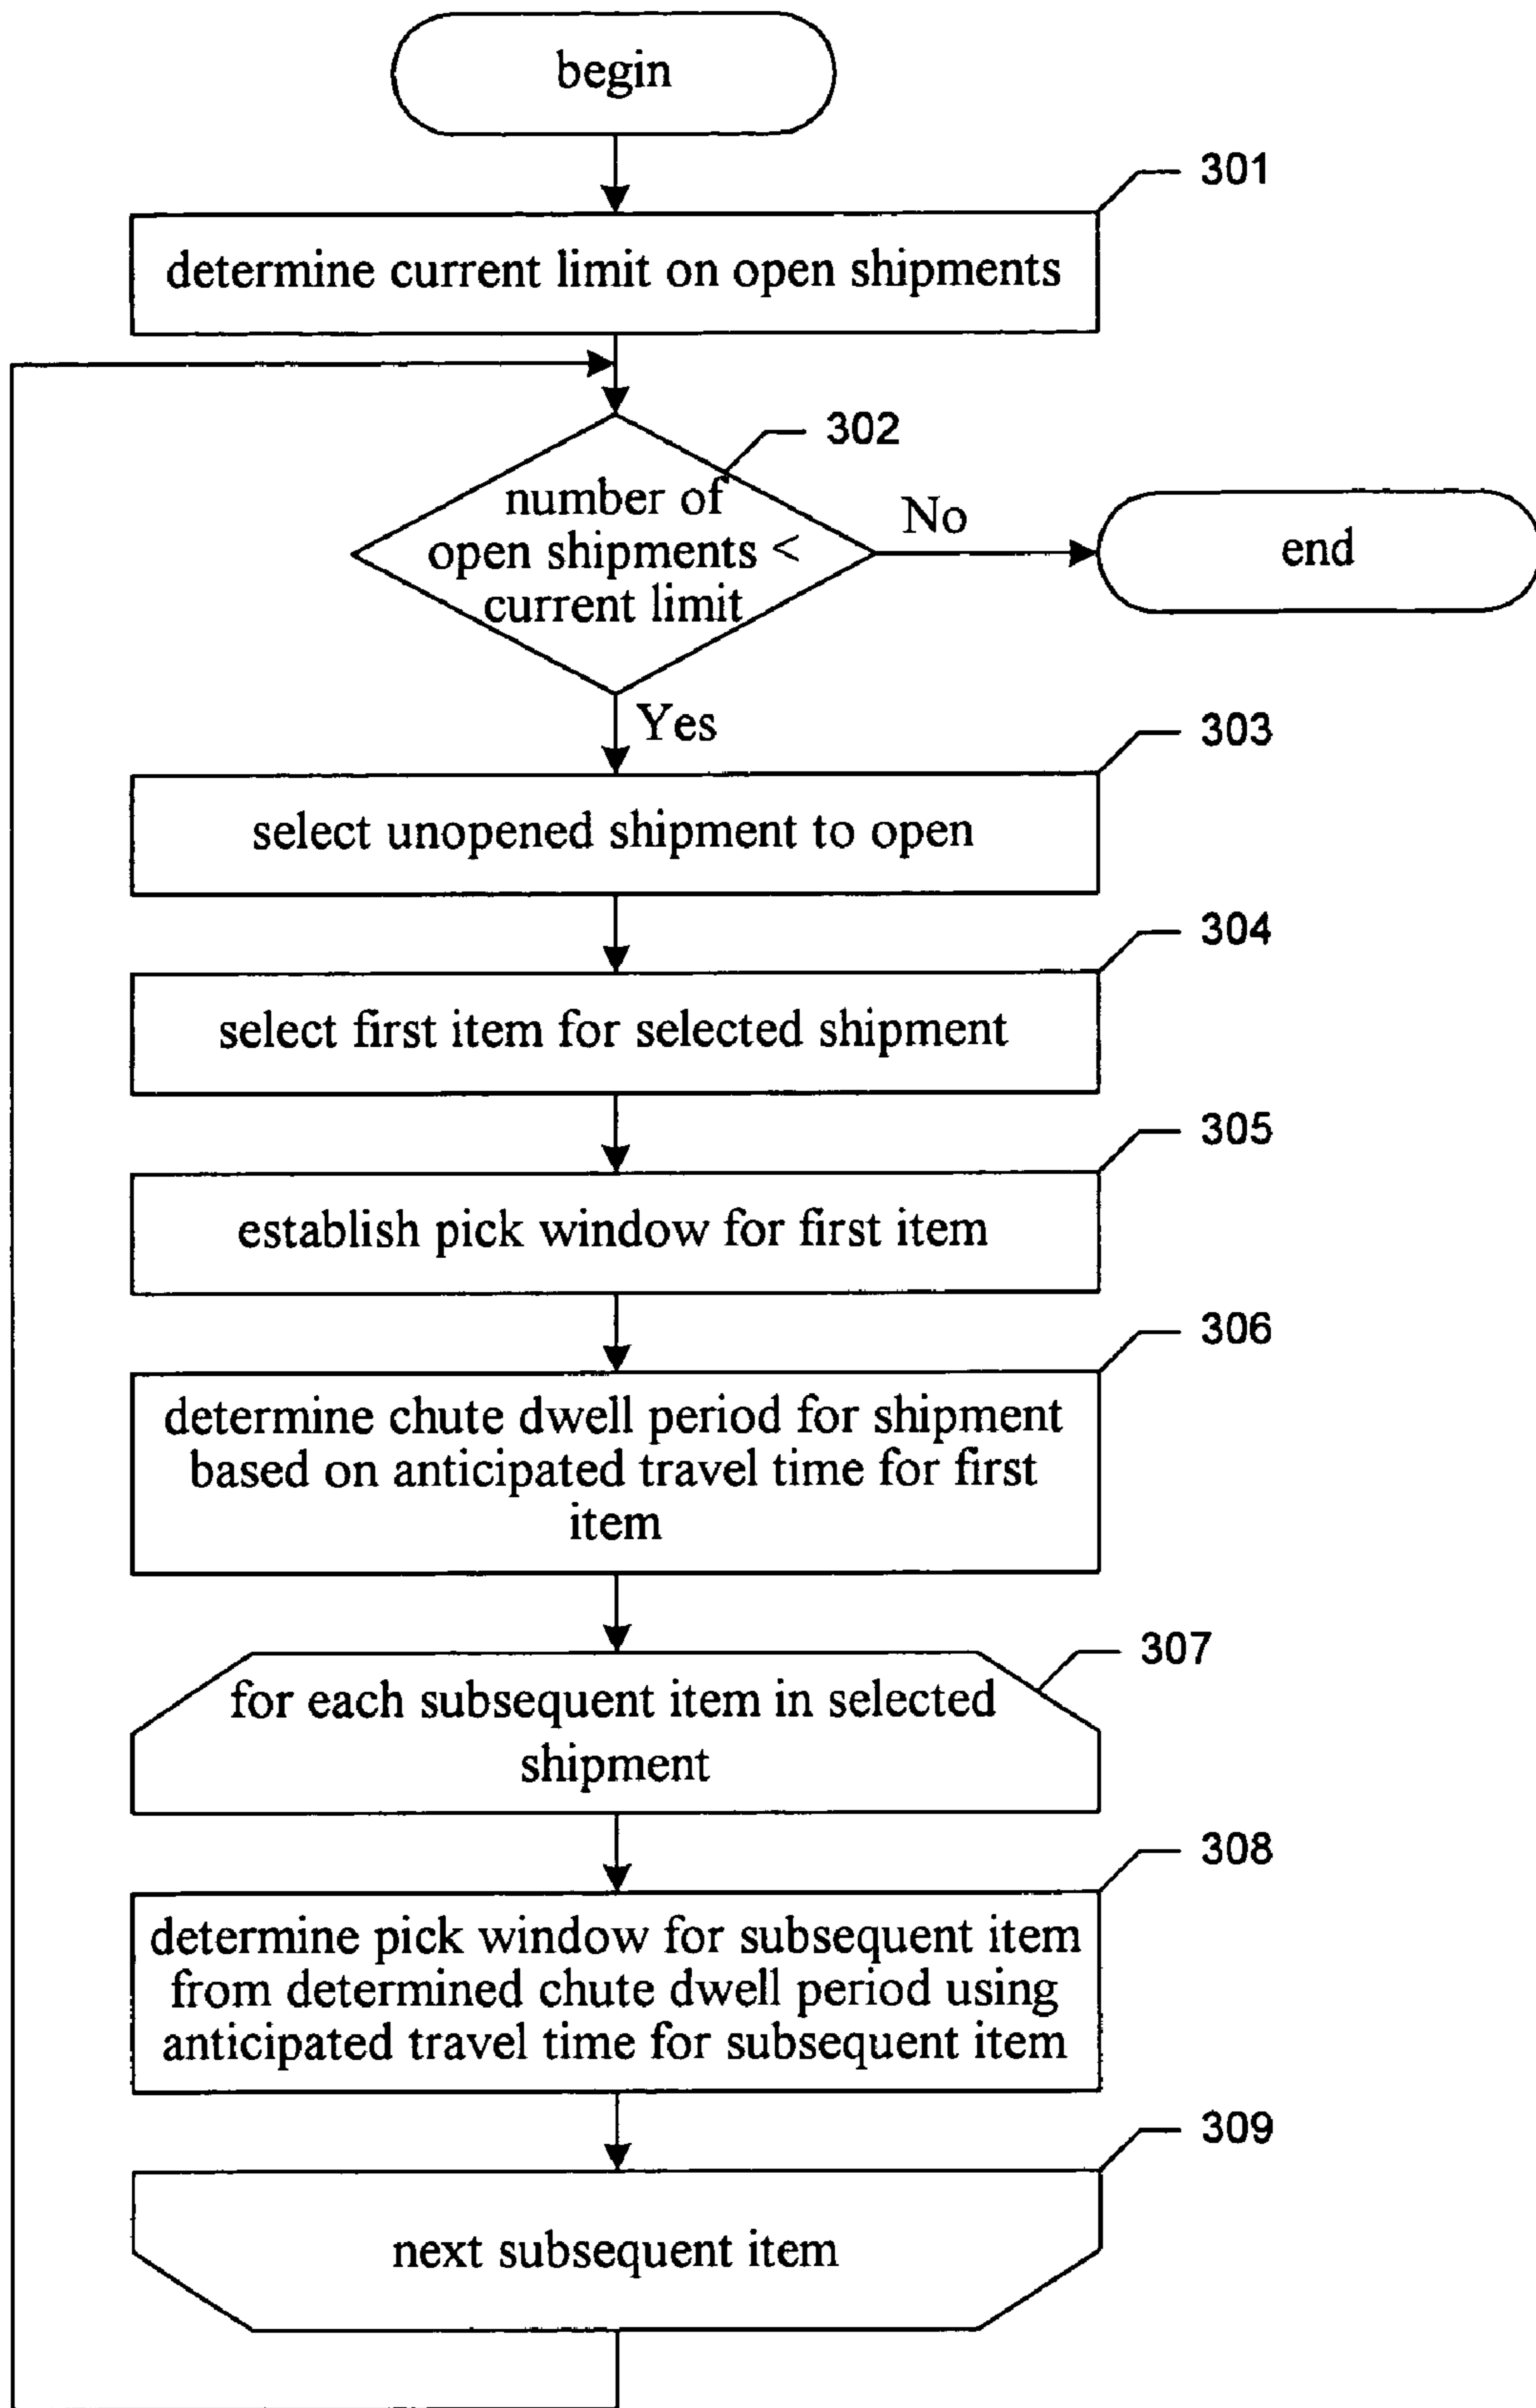 begin
301
determine current limit on open shipments
302
number of
open shipments <
current limit
No
end
Yes
303
select unopened shipment to open
304
select first item for selected shipment
305
establish pick window for first item
306
determine chute dwell period for shipment
based on anticipated travel time for first
item
307
for each subsequent item in selected
shipment
308
determine pick window for subsequent item
from determined chute dwell period using
anticipated travel time for subsequent item
309
next subsequent item